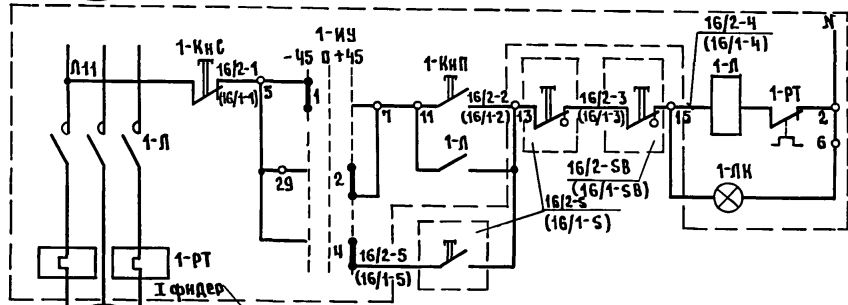 1-КнС
1-ИУ
-45 0 +45
16/2-4
(16/1-4)
N
Л11
16/2-1
(16/1-1)
5
1
1-КнП
16/2-2
(16/1-2)
16/2-3
(16/1-3)
1-Л
1-РТ
7
11
13
15
2
6
1-Л
1-Л
29
2
16/2-SB
(16/1-SB)
1-ЛК
16/2-S
(16/1-S)
4
16/2-5
(16/1-5)
1-РТ
I фидер